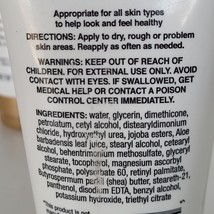 Appropriate for all skin types
to help look and feel healthy
DIRECTIONS: Apply to dry, rough or problem
skin areas. Reapply as often as needed.
WARNINGS: KEEP OUT OF REACH OF
CHILDREN. FOR EXTERNAL USE ONLY. AVOID
CONTACT WITH EYES. IF SWALLOWED, GET
MEDICAL HELP OR CONTACT A POISON
CONTROL CENTER IMMEDIATELY.
INGREDIENTS: water, glycerin, dimethicone,
petrolatum, cetyl alcohol, distearyldimonium
chloride, hydroxyethyl urea, jojoba esters, Aloe
barbadensis leaf juice, stearyl alcohol, cetearyl
alcohol, behentrimonium methosulfate, glyceryl
stearate, tocopherol, magnesium ascorbyl
phosphate, polysorbate 60, retinyl palmitate,
Butyrospermum parkii (shea) butter, steareth-21,
panthenol, disodium EDTA, benzyl alcohol,
potassium hydroxide, triethyl citrate
product is not